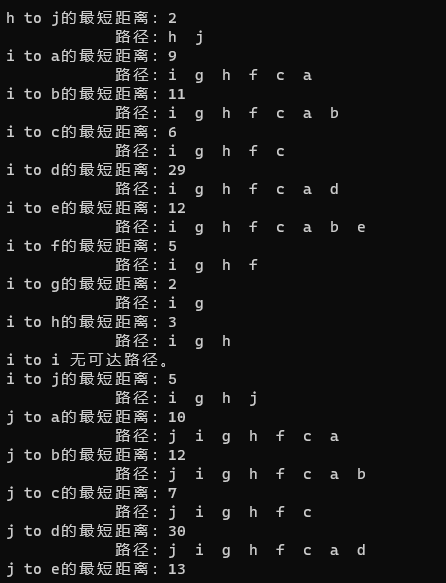 h to j的最短距离: 2
路径: h j
i to a的最短距离: 9
路径: i g h f c a
i to b的最短距离: 11
路径: i g h f c a b
i to c的最短距离: 6
路径: i g h f c
i to d的最短距离: 29
路径: i g h f c a d
i to e的最短距离: 12
路径: i g h f c a b e
i to f的最短距离: 5
路径: i g h f
i to g的最短距离: 2
路径: i g
i to h的最短距离: 3
路径: i g h
i to i 无可达路径。
i to j的最短距离: 5
路径: i g h j
j to a的最短距离: 10
路径: j i g h f c a
j to b的最短距离: 12
路径: j i g h f c a b
j to c的最短距离: 7
路径: j i g h f c
j to d的最短距离: 30
路径: j i g h f c a d
j to e的最短距离: 13